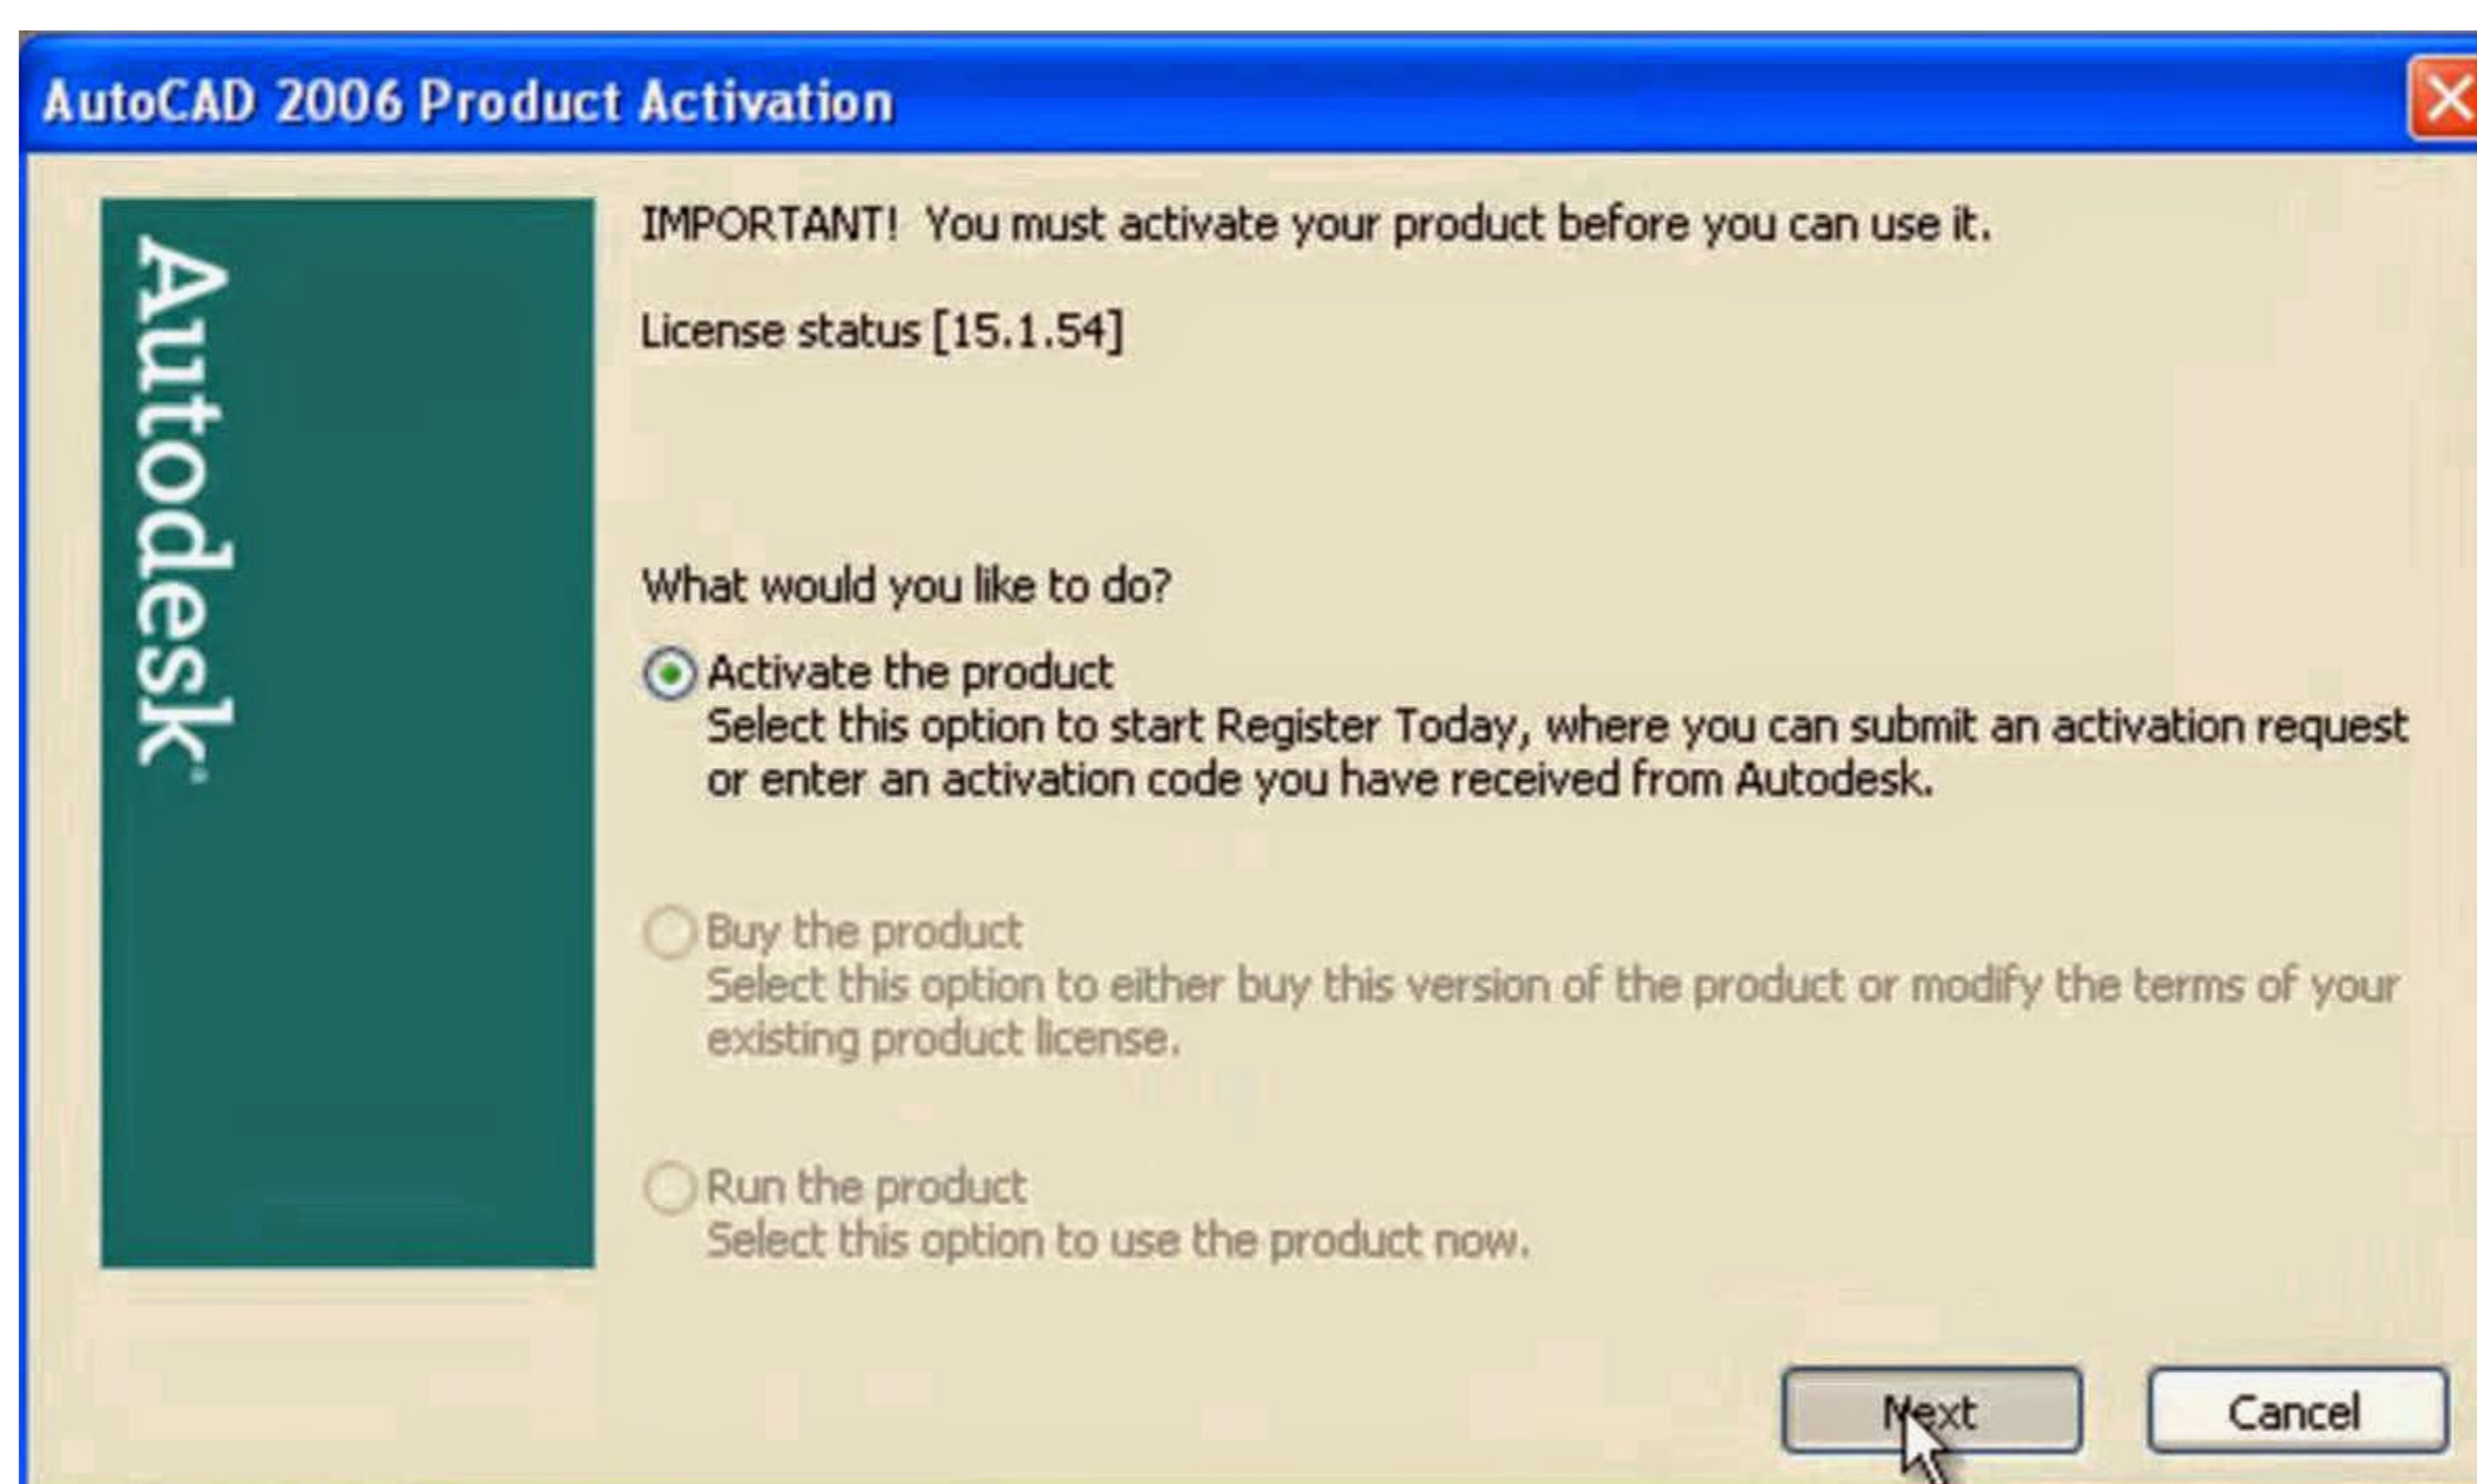 AutoCAD 2006 Product Activation
Autodesk®
IMPORTANT! You must activate your product before you can use it.
License status [15.1.54]
What would you like to do?
Activate the product
Select this option to start Register Today, where you can submit an activation request
or enter an activation code you have received from Autodesk.
Buy the product
Select this option to either buy this version of the product or modify the terms of your
existing product license.
Run the product
Select this option to use the product now.
Next
Cancel